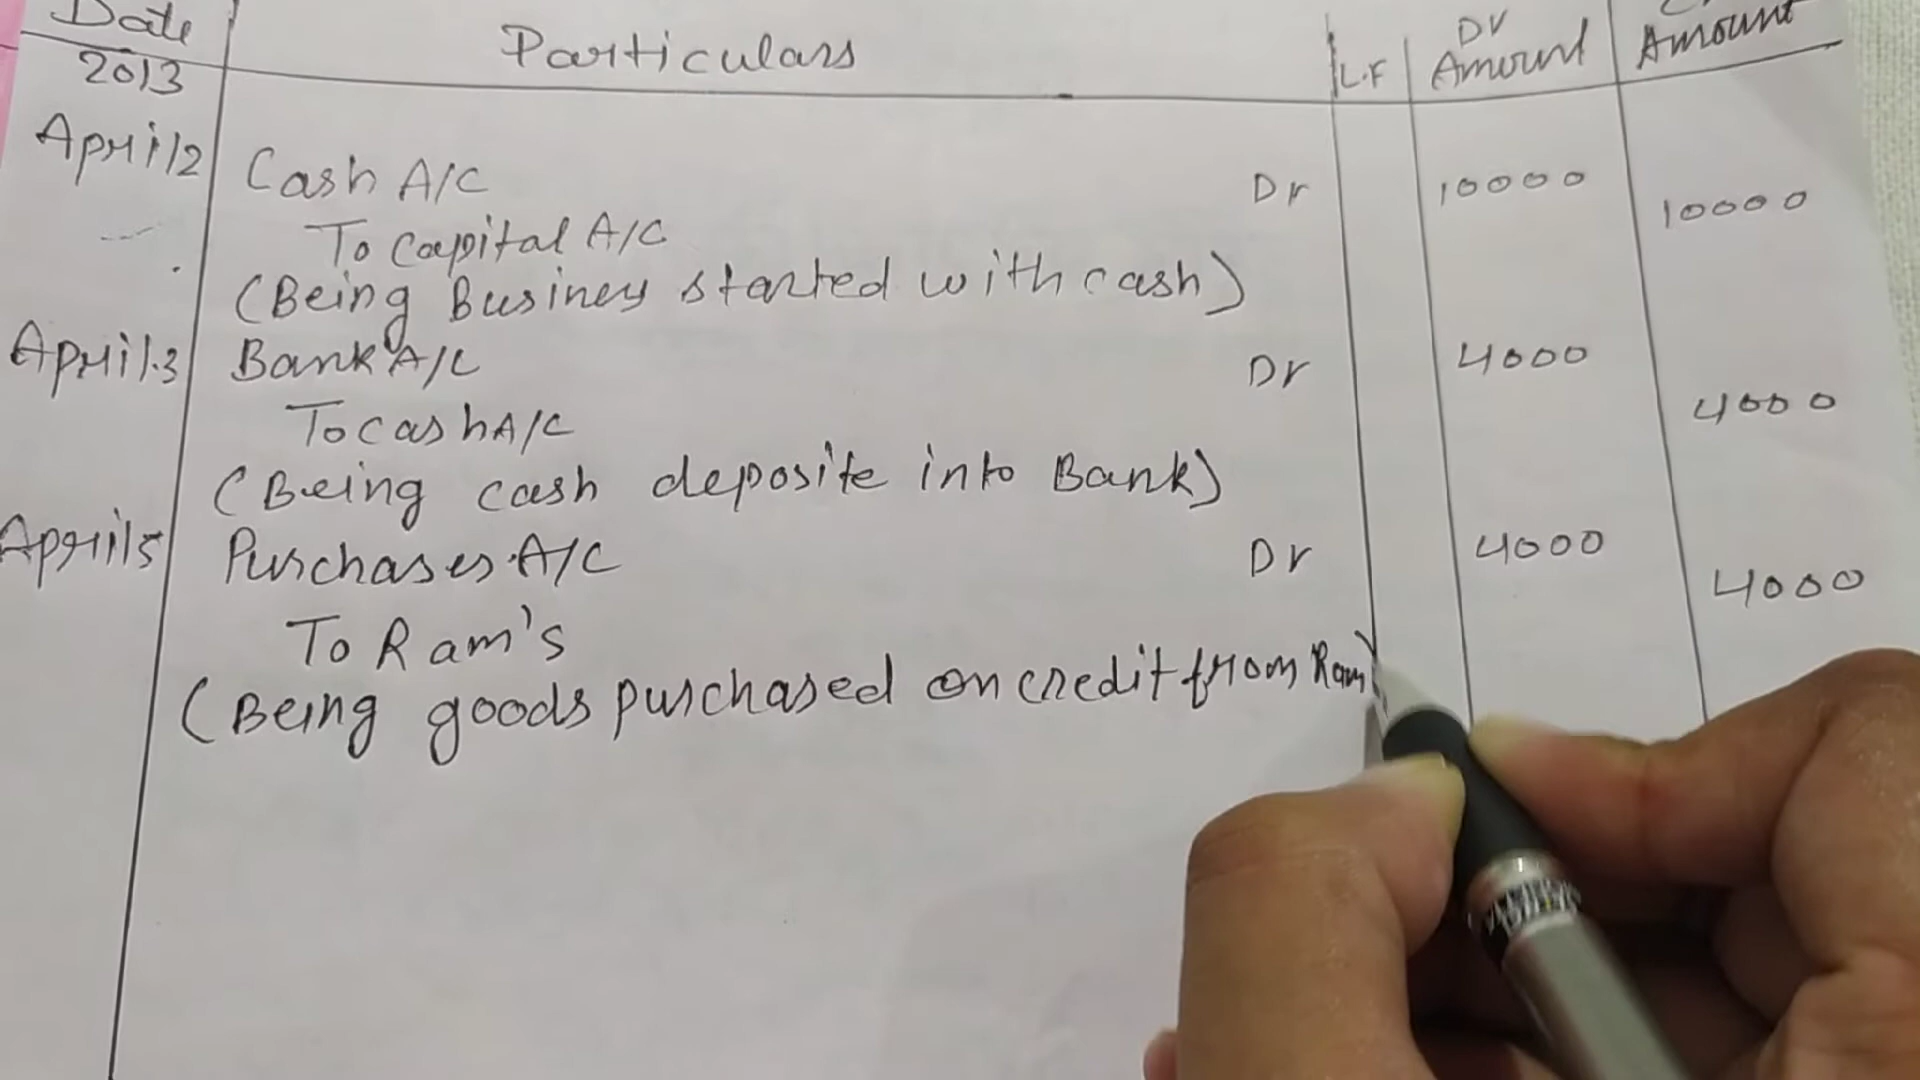 Date Particulars L.F Dr Amount Amount
2013
April 2 Cash A/C Dr 10000
To Capital A/C 10000
(Being Business started with cash)
April.3 Bank A/C Dr 4000
To cash A/C 4000
(Being cash deposite into Bank)
April 5 Purchases A/C Dr 4000
To Ram's 4000
(Being goods purchased on credit from Ram)